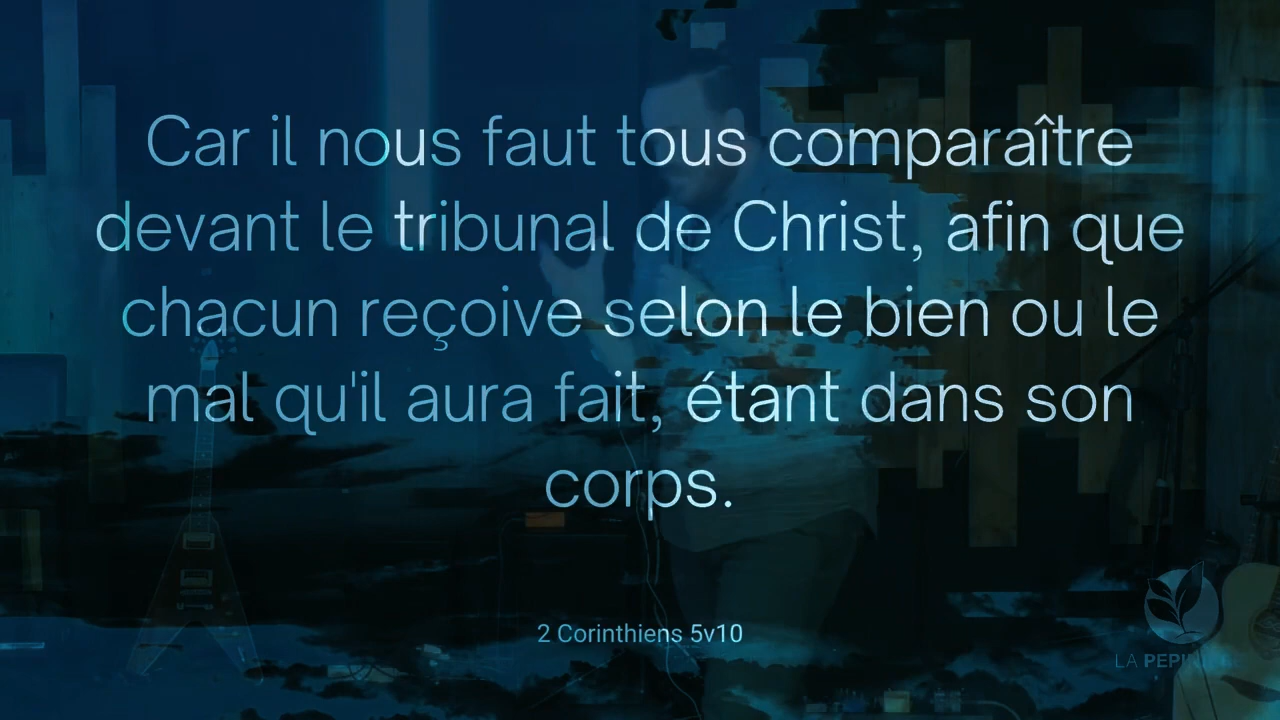 Car il nous faut tous comparaître
devant le tribunal de Christ, afin que
chacun reçoive selon le bien ou le
mal qu'il aura fait, étant dans son
corps.
2 Corinthiens 5v10
LA